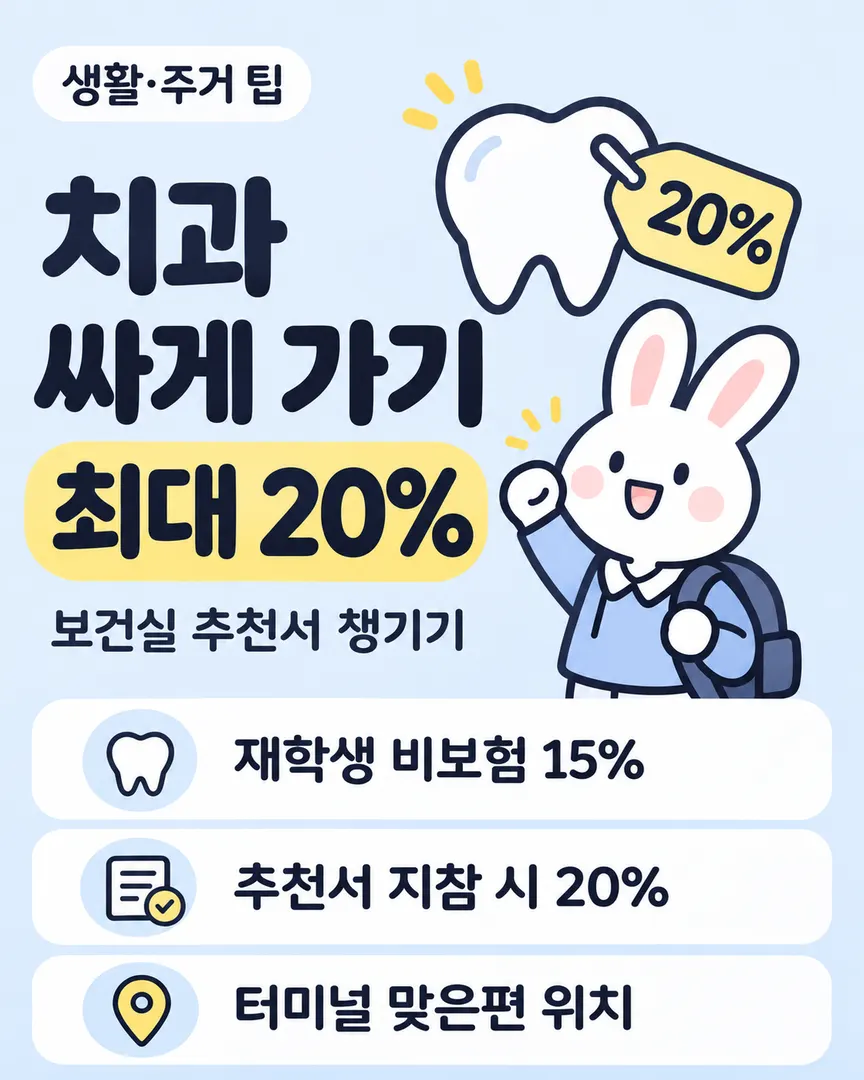 생활·주거 팁
20%
치과
싸게 가기
최대 20%
보건실 추천서 챙기기
재학생 비보험 15%
추천서 지참 시 20%
터미널 맞은편 위치